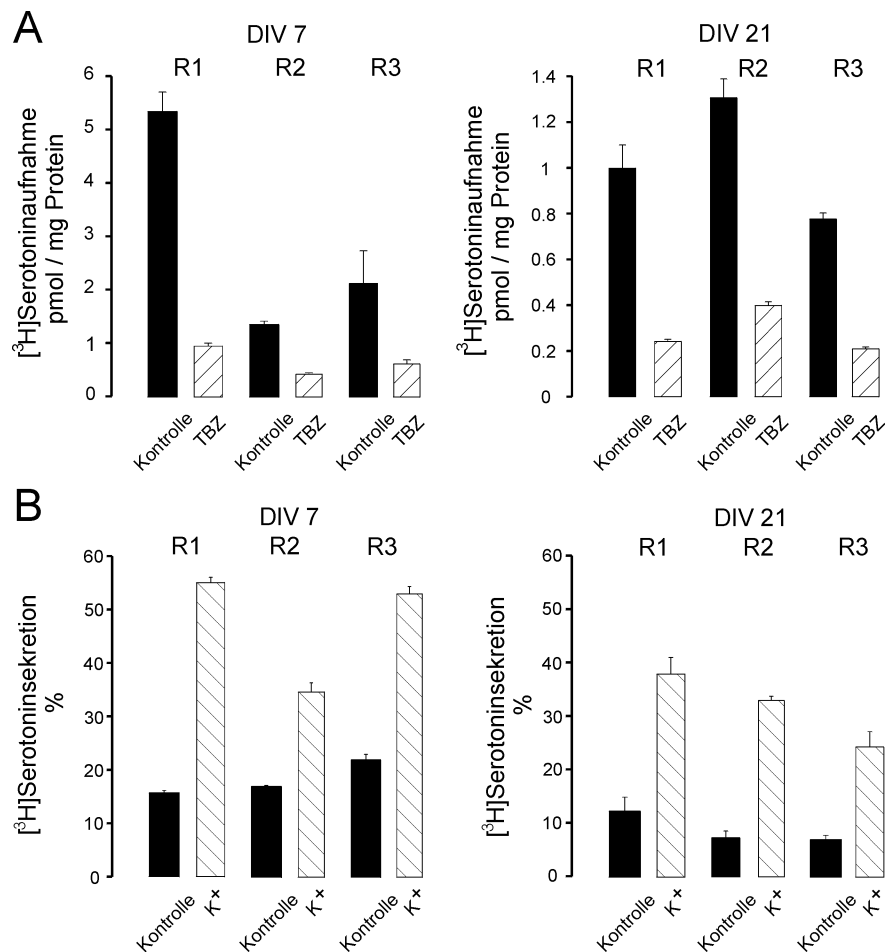 A
DIV 7
R1 R2 R3
[³H]Serotoninaufnahme
pmol / mg Protein
6
5
4
3
2
1
0
Kontrolle TBZ Kontrolle TBZ Kontrolle TBZ
DIV 21
R1 R2 R3
[³H]Serotoninaufnahme
pmol / mg Protein
1.4
1.2
1
0.8
0.6
0.4
0.2
0
Kontrolle TBZ Kontrolle TBZ Kontrolle TBZ
B
DIV 7
R1 R2 R3
[³H]Serotoninsekretion
%
60
50
40
30
20
10
0
Kontrolle K⁺ Kontrolle K⁺ Kontrolle K⁺
DIV 21
R1 R2 R3
[³H]Serotoninsekretion
%
60
50
40
30
20
10
0
Kontrolle K⁺ Kontrolle K⁺ Kontrolle K⁺